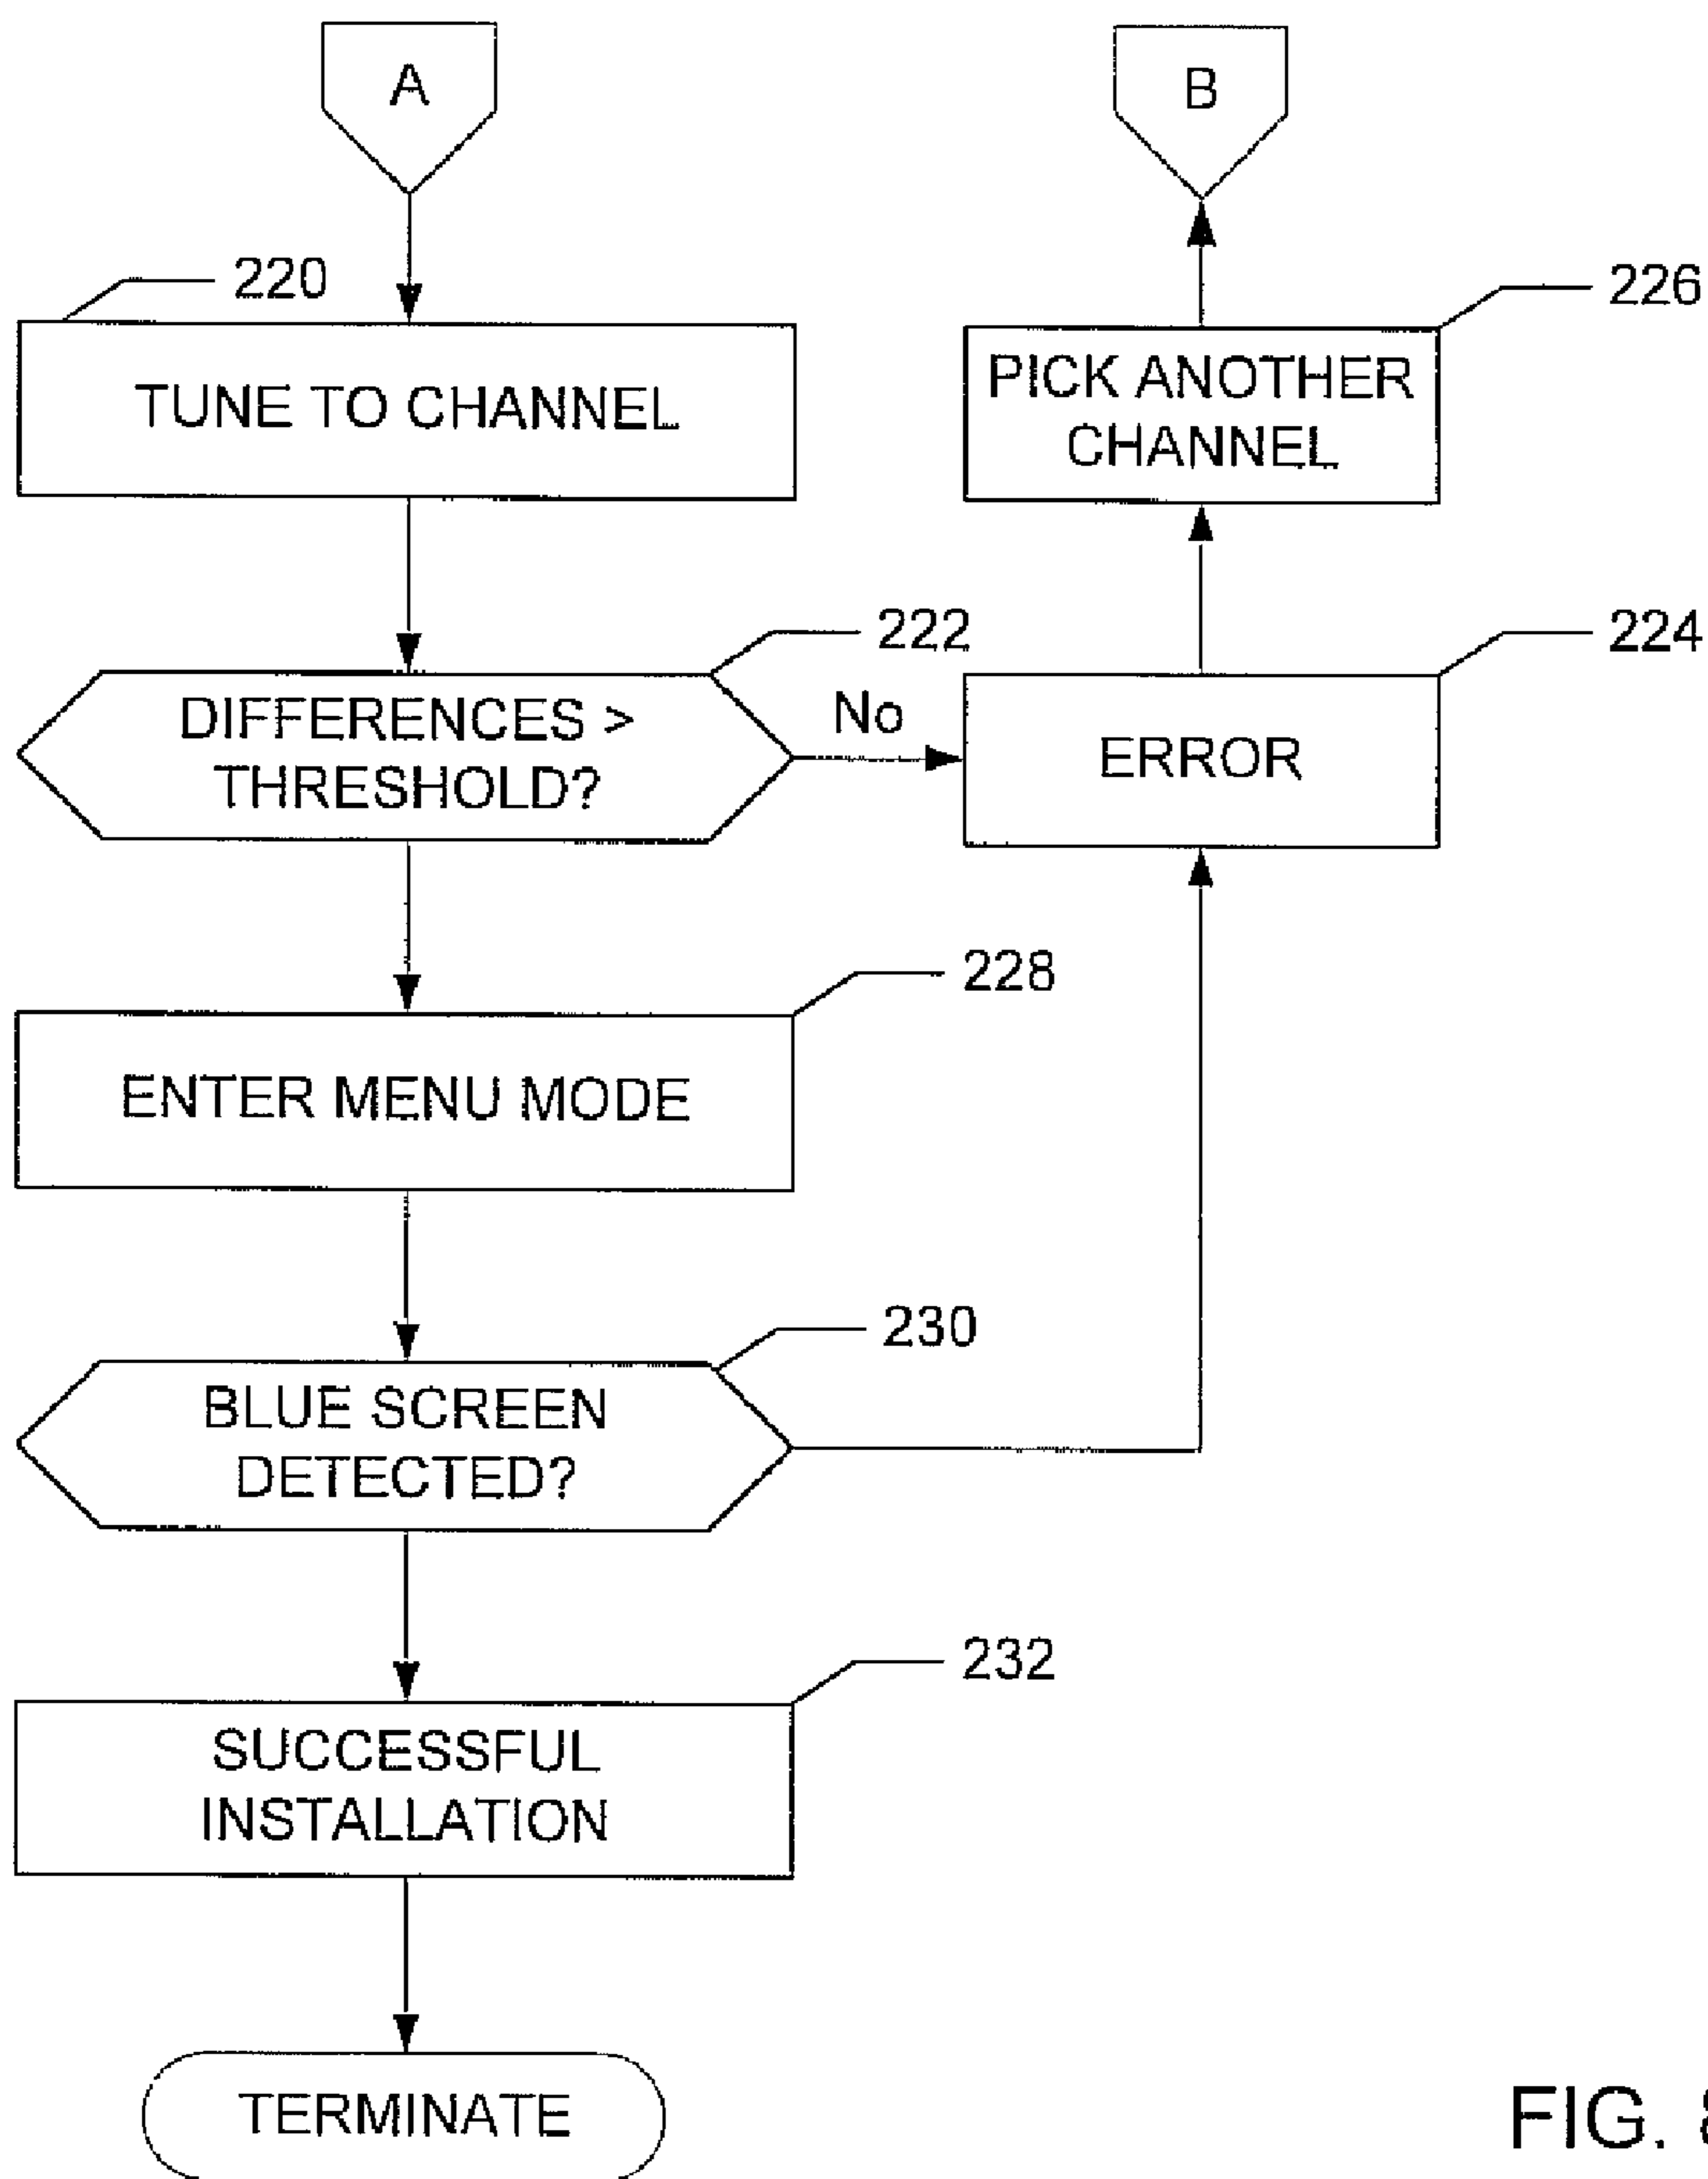 A
B
220
TUNE TO CHANNEL
226
PICK ANOTHER
CHANNEL
222
DIFFERENCES >
THRESHOLD?
No
224
ERROR
228
ENTER MENU MODE
230
BLUE SCREEN
DETECTED?
232
SUCCESSFUL
INSTALLATION
TERMINATE
FIG.